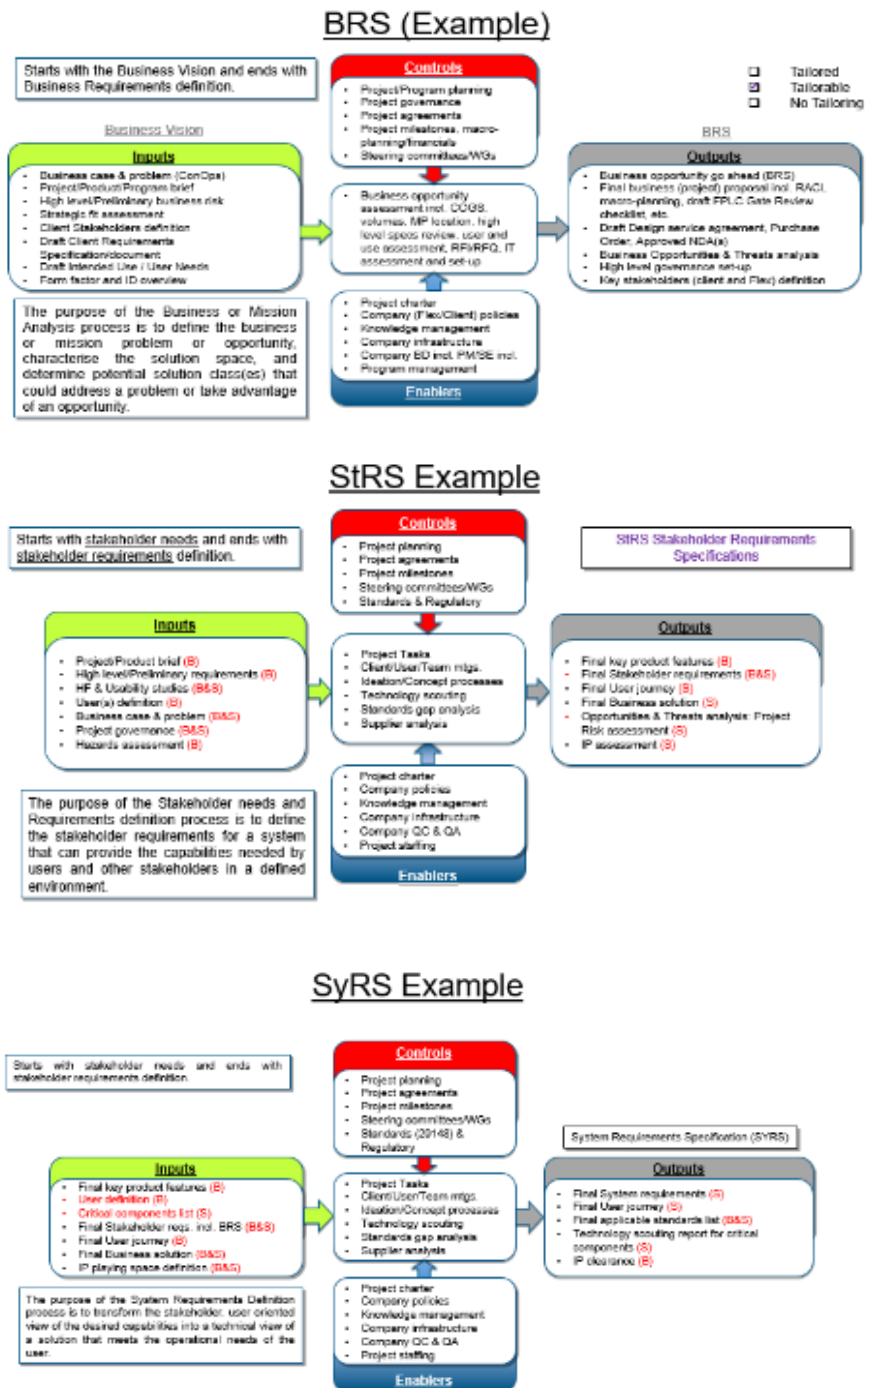 BRS (Example)
Starts with the Business Vision and ends with
Business Requirements definition.
Controls
- Project/Program planning
- Project governance
- Project agreements
- Project milestones, macro-
planning/financials
- Steering committees/WGs
Tailored
Tailorable
No Tailoring
Business Vision
Inputs
- Business case & problem (ConOps)
- Project/Product/Program brief
- High level/Preliminary business risk
- Strategic fit assessment
- Client Stakeholders definition
- Draft Client Requirements
Specification/document
- Draft Intended Use / User Needs
- Form factor and ID overview
- Business opportunity
assessment incl. COGS,
volumes, MP location, high
level specs review, user and
use assessment, RFI/RFQ, IT
assessment and set-up
BRS
Outputs
- Business opportunity go ahead (BRS)
- Final business (project) proposal incl. RACI,
macro-planning, draft FPLC Gate Review
checklist, etc.
- Draft Design service agreement, Purchase
Order, Approved NDA(s)
- Business Opportunities & Threats analysis
- High level governance set-up
- Key stakeholders (client and Flex) definition
The purpose of the Business or Mission
Analysis process is to define the business
or mission problem or opportunity,
characterise the solution space, and
determine potential solution class(es) that
could address a problem or take advantage
of an opportunity.
- Project charter
- Company (Flex/Client) policies
- Knowledge management
- Company infrastructure
- Company BD incl. PM/SE incl.
- Program management
Enablers
StRS Example
Starts with stakeholder needs and ends with
stakeholder requirements definition.
Controls
- Project planning
- Project agreements
- Project milestones
- Steering committees/WGs
- Standards & Regulatory
StRS Stakeholder Requirements
Specifications
Inputs
- Project/Product brief (B)
- High level/Preliminary requirements (B)
- HF & Usability studies (B&S)
- User(s) definition (B)
- Business case & problem (B&S)
- Project governance (B&S)
- Hazards assessment (B)
- Project Tasks
- Client/User/Team mtgs.
- Ideation/Concept processes
- Technology scouting
- Standards gap analysis
- Supplier analysis
Outputs
- Final key product features (B)
- Final Stakeholder requirements (B&S)
- Final User journey (B)
- Final Business solution (S)
- Opportunities & Threats analysis: Project
Risk assessment (S)
- IP assessment (S)
The purpose of the Stakeholder needs and
Requirements definition process is to define
the stakeholder requirements for a system
that can provide the capabilities needed by
users and other stakeholders in a defined
environment.
- Project charter
- Company policies
- Knowledge management
- Company infrastructure
- Company QC & QA
- Project staffing
Enablers
SyRS Example
Starts with stakeholder needs and ends with
stakeholder requirements definition.
Controls
- Project planning
- Project agreements
- Project milestones
- Steering committees/WGs
- Standards (29148) &
Regulatory
System Requirements Specification (SYRS)
Inputs
- Final key product features (B)
- User definition (B)
- Critical components list (S)
- Final Stakeholder reqs. incl. BRS (B&S)
- Final User journey (B)
- Final Business solution (B&S)
- IP playing space definition (B&S)
- Project Tasks
- Client/User/Team mtgs.
- Ideation/Concept processes
- Technology scouting
- Standards gap analysis
- Supplier analysis
Outputs
- Final System requirements (S)
- Final User journey (S)
- Final applicable standards list (B&S)
- Technology scouting report for critical
components (S)
- IP clearance (B)
The purpose of the System Requirements Definition
process is to transform the stakeholder, user oriented
view of the desired capabilities into a technical view of
a solution that meets the operational needs of the
user.
- Project charter
- Company policies
- Knowledge management
- Company infrastructure
- Company QC & QA
- Project staffing
Enablers